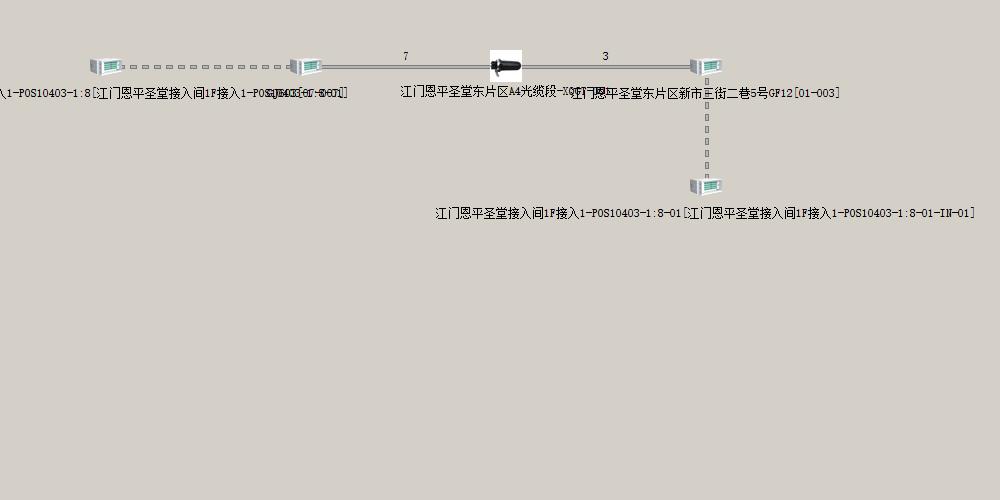 7
3
入1-POS10403-1:8[江门恩平圣堂接入间1F接入1-POS10403-1:8-01]
江门恩平圣堂东片区A4光缆段
江门恩平圣堂东片区新市三街二巷5号GF12[01-003]
江门恩平圣堂接入间1F接入1-POS10403-1:8-01[江门恩平圣堂接入间1F接入1-POS10403-1:8-01-IN-01]